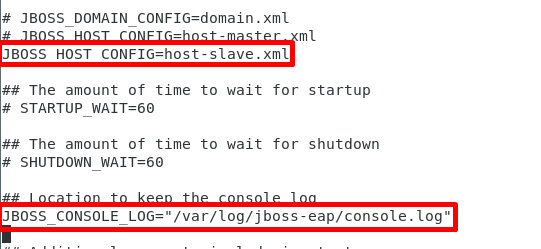 # JBOSS_DOMAIN_CONFIG=domain.xml
# JBOSS_HOST_CONFIG=host-master.xml
JBOSS_HOST_CONFIG=host-slave.xml
## The amount of time to wait for startup
# STARTUP_WAIT=60
## The amount of time to wait for shutdown
# SHUTDOWN_WAIT=60
## Location to keep the console log
JBOSS_CONSOLE_LOG="/var/log/jboss-eap/console.log"